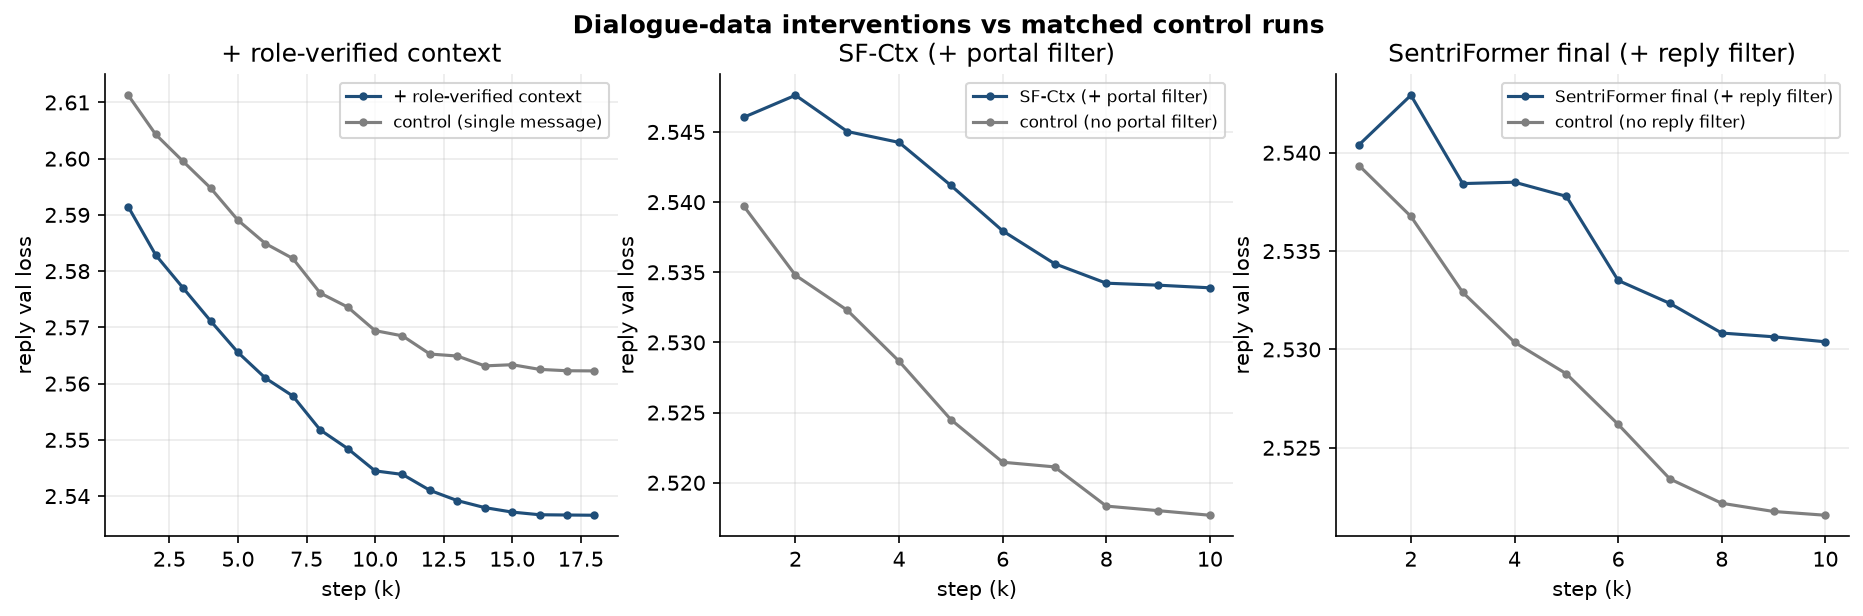 Dialogue-data interventions vs matched control runs
+ role-verified context
+ role-verified context
control (single message)
reply val loss
2.61
2.60
2.59
2.58
2.57
2.56
2.55
2.54
2.5 5.0 7.5 10.0 12.5 15.0 17.5
step (k)
SF-Ctx (+ portal filter)
SF-Ctx (+ portal filter)
control (no portal filter)
reply val loss
2.545
2.540
2.535
2.530
2.525
2.520
2 4 6 8 10
step (k)
SentriFormer final (+ reply filter)
SentriFormer final (+ reply filter)
control (no reply filter)
reply val loss
2.540
2.535
2.530
2.525
2 4 6 8 10
step (k)